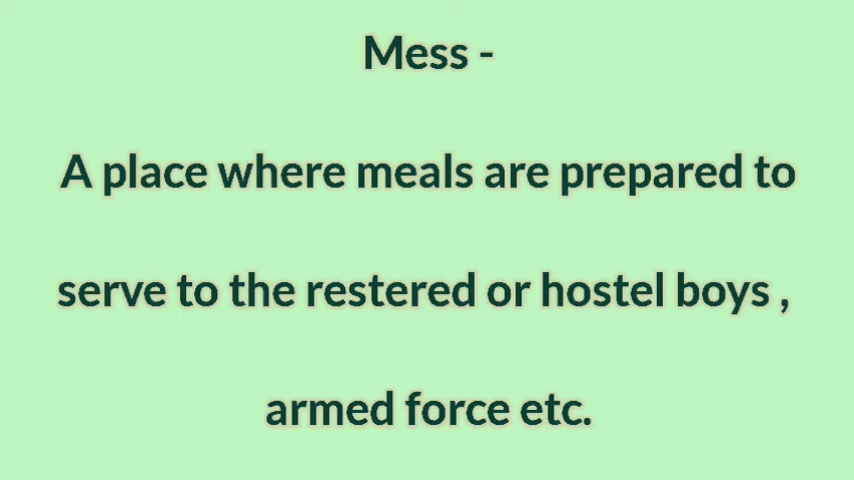 Mess -
A place where meals are prepared to
serve to the restered or hostel boys ,
armed force etc.